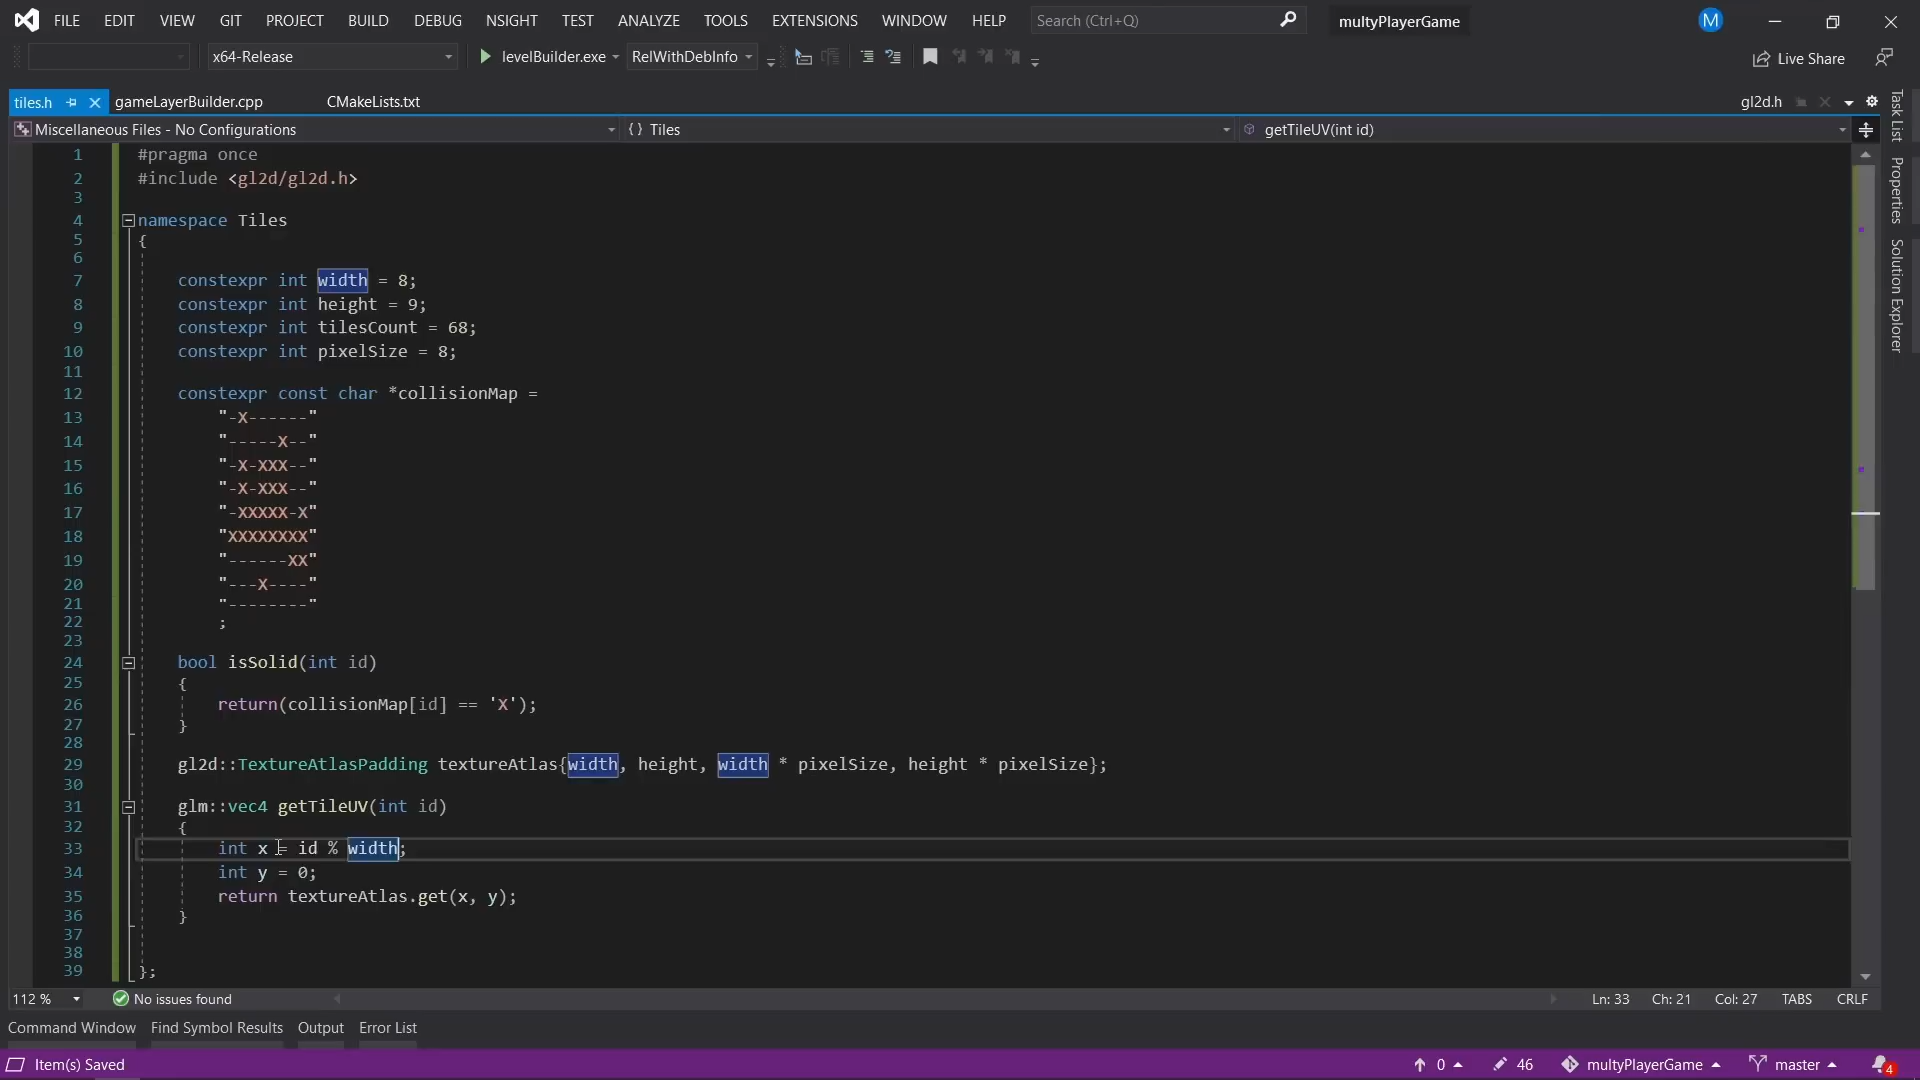 FILE EDIT VIEW GIT PROJECT BUILD DEBUG NSIGHT TEST ANALYZE TOOLS EXTENSIONS WINDOW HELP Search (Ctrl+Q) multyPlayerGame M
x64-Release levelBuilder.exe RelWithDebInfo Live Share
tiles.h gameLayerBuilder.cpp CMakeLists.txt gl2d.h
Miscellaneous Files - No Configurations {} Tiles getTileUV(int id)
1 #pragma once
2 #include <gl2d/gl2d.h>
3
4 namespace Tiles
5 {
6
7 constexpr int width = 8;
8 constexpr int height = 9;
9 constexpr int tilesCount = 68;
10 constexpr int pixelSize = 8;
11
12 constexpr const char *collisionMap =
13 "-X------"
14 "-----X--"
15 "-X-XXX--"
16 "-X-XXX--"
17 "-XXXXX-X"
18 "XXXXXXXX"
19 "------XX"
20 "---X----"
21 "--------"
22 ;
23
24 bool isSolid(int id)
25 {
26 return(collisionMap[id] == 'X');
27 }
28
29 gl2d::TextureAtlasPadding textureAtlas{width, height, width * pixelSize, height * pixelSize};
30
31 glm::vec4 getTileUV(int id)
32 {
33 int x = id % width;
34 int y = 0;
35 return textureAtlas.get(x, y);
36 }
37
38
39 };
Task List
Properties
Solution Explorer
112 % No issues found Ln: 33 Ch: 21 Col: 27 TABS CRLF
Command Window Find Symbol Results Output Error List
Item(s) Saved 0 46 multyPlayerGame master 4